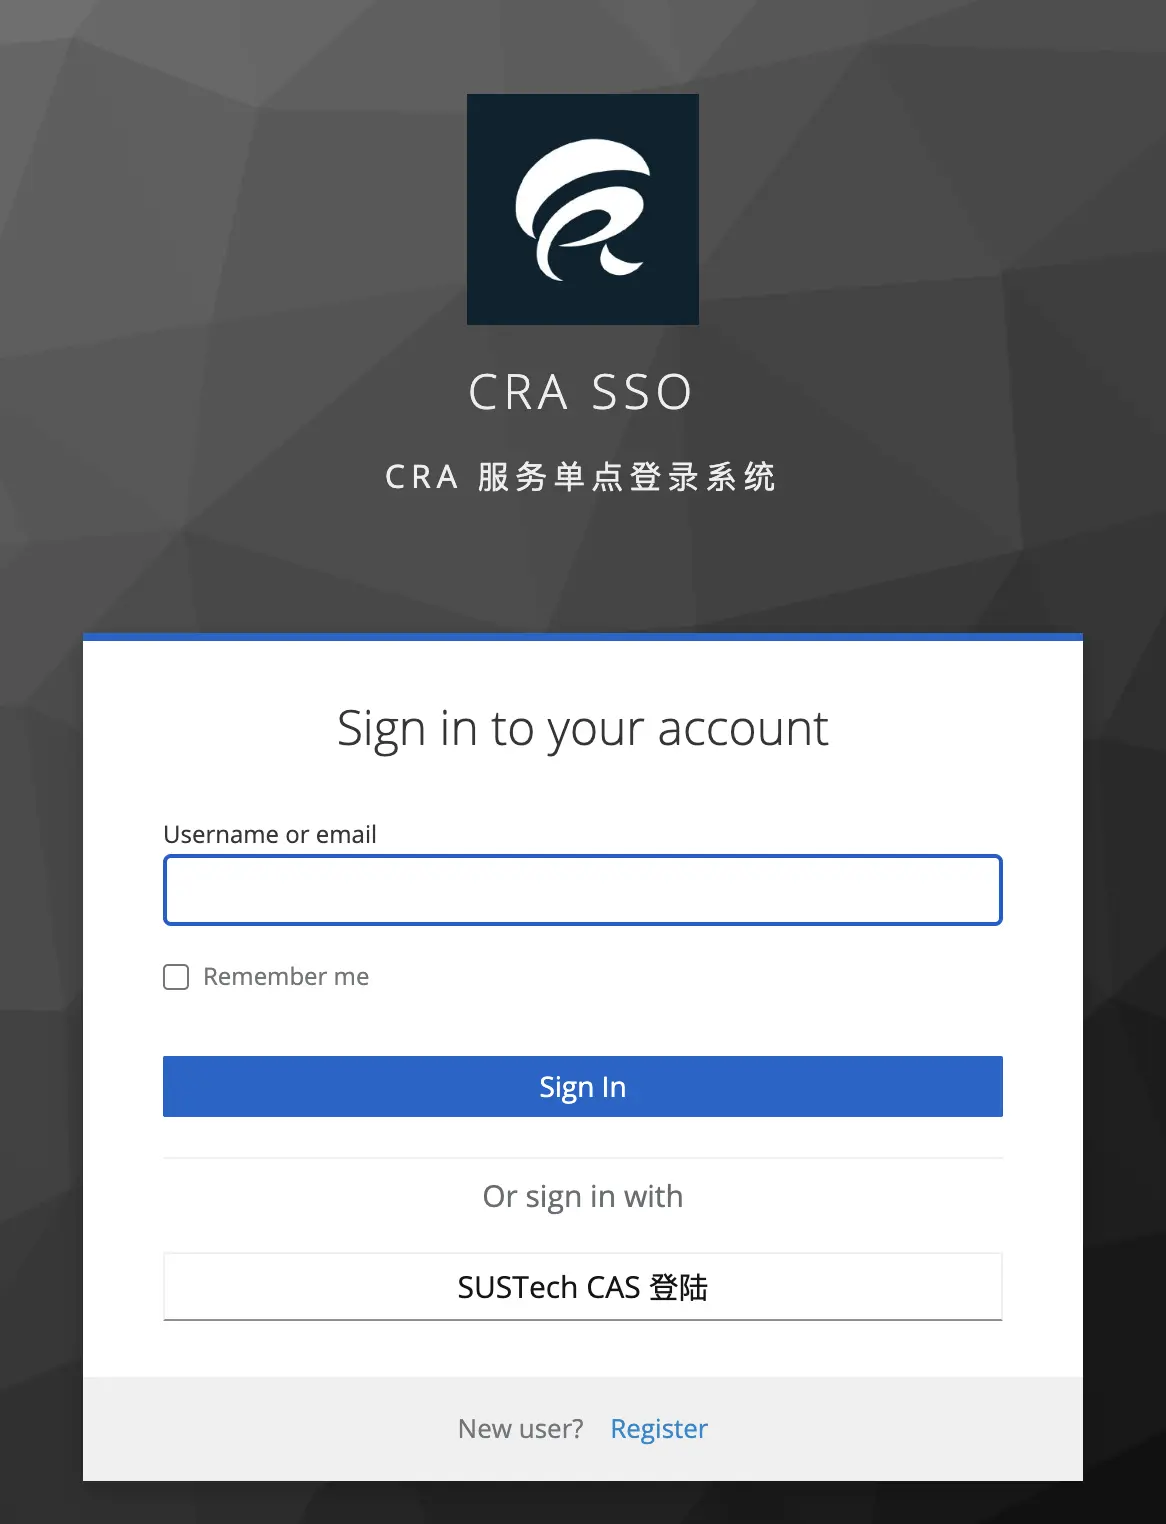 CRA SSO
CRA 服务单点登录系统
Sign in to your account
Username or email
Remember me
Sign In
Or sign in with
SUSTech CAS 登陆
New user? Register